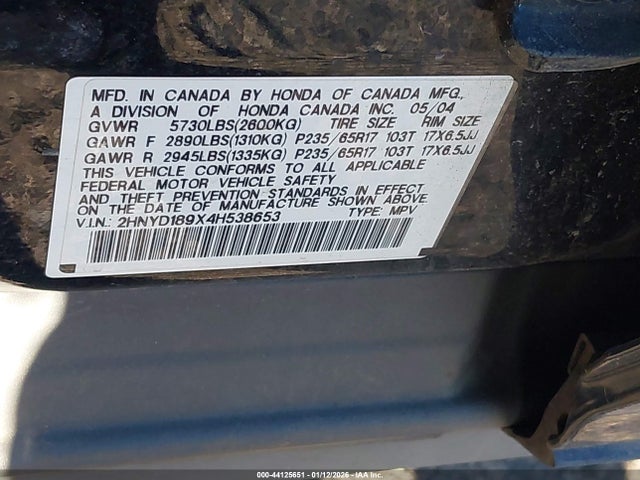 MFD. IN CANADA BY HONDA OF CANADA MFG.,
A DIVISION OF HONDA CANADA INC. 05/04
GVWR 5730LBS(2600KG) TIRE SIZE RIM SIZE
GAWR F 2890LBS(1310KG) P235/65R17 103T 17X6.5JJ
GAWR R 2945LBS(1335KG) P235/65R17 103T 17X6.5JJ
THIS VEHICLE CONFORMS TO ALL APPLICABLE
FEDERAL MOTOR VEHICLE SAFETY
AND THEFT PREVENTION STANDARDS IN EFFECT
ON THE DATE OF MANUFACTURE SHOWN ABOVE.
V.I.N.: 2HNYD189X4H538653 TYPE: MPV
000-44125651 - 01/12/2026 - IAA Inc.